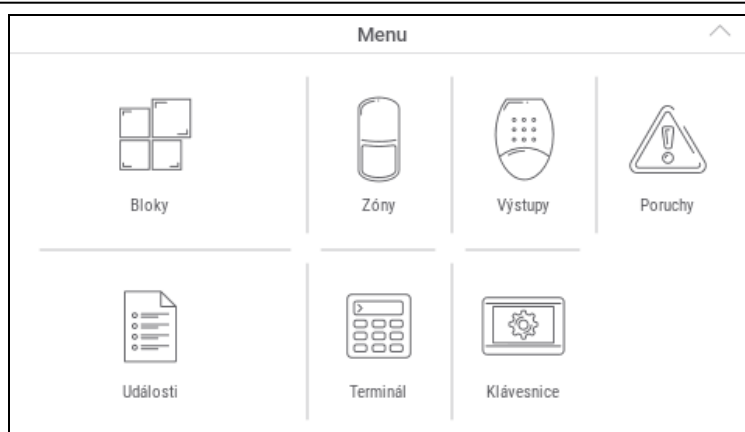 Menu
Bloky
Zóny
Výstupy
Poruchy
Události
Terminál
Klávesnice